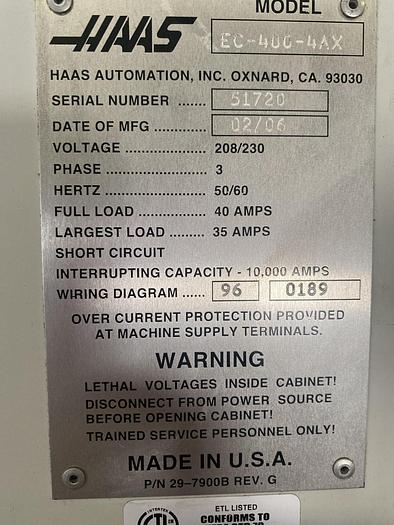 MODEL
HAAS EC-400-4AX
HAAS AUTOMATION, INC. OXNARD, CA. 93030
SERIAL NUMBER ....... 51720
DATE OF MFG ............. 02/06
VOLTAGE ................. 208/230
PHASE ..................... 3
HERTZ ..................... 50/60
FULL LOAD ................ 40 AMPS
LARGEST LOAD ......... 35 AMPS
SHORT CIRCUIT
INTERRUPTING CAPACITY - 10,000 AMPS
WIRING DIAGRAM ...... 96 0189
OVER CURRENT PROTECTION PROVIDED
AT MACHINE SUPPLY TERMINALS.
WARNING
LETHAL VOLTAGES INSIDE CABINET!
DISCONNECT FROM POWER SOURCE
BEFORE OPENING CABINET!
TRAINED SERVICE PERSONNEL ONLY!
MADE IN U.S.A.
P/N 29-7900B REV. G
INTERTEK
ETL LISTED
CONFORMS TO